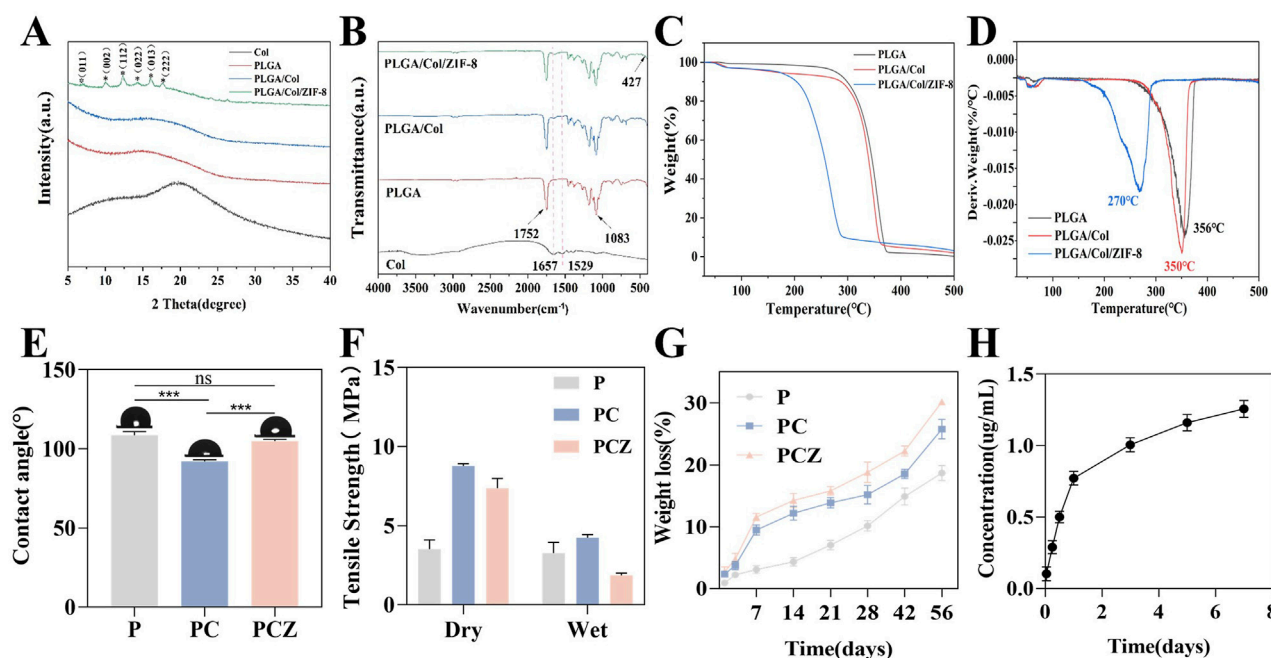 A
(011)
(002)
(112)
(022)
(013)
(222)
Col
PLGA
PLGA/Col
PLGA/Col/ZIF-8
Intensity(a.u.)
5 10 15 20 25 30 35 40
2 Theta(degree)
B
PLGA/Col/ZIF-8
427
PLGA/Col
PLGA
1752
1083
Col
1657
1529
Transmittance(a.u.)
4000 3500 3000 2500 2000 1500 1000 500
Wavenumber(cm⁻¹)
C
PLGA
PLGA/Col
PLGA/Col/ZIF-8
Weight(%)
100
80
60
40
20
0
100 200 300 400 500
Temperature(℃)
D
0.000
-0.005
-0.010
-0.015
-0.020
-0.025
Deriv.Weight(%/℃)
270℃
356℃
350℃
PLGA
PLGA/Col
PLGA/Col/ZIF-8
100 200 300 400 500
Temperature(℃)
E
ns
*** ***
Contact angle(°)
150
100
50
0
P PC PCZ
F
Tensile Strength ( MPa)
15
10
5
0
P
PC
PCZ
Dry Wet
G
Weight loss(%)
30
20
10
0
P
PC
PCZ
7 14 21 28 42 56
Time(days)
H
Concentration(ug/mL)
1.5
1.0
0.5
0.0
0 2 4 6 8
Time(days)